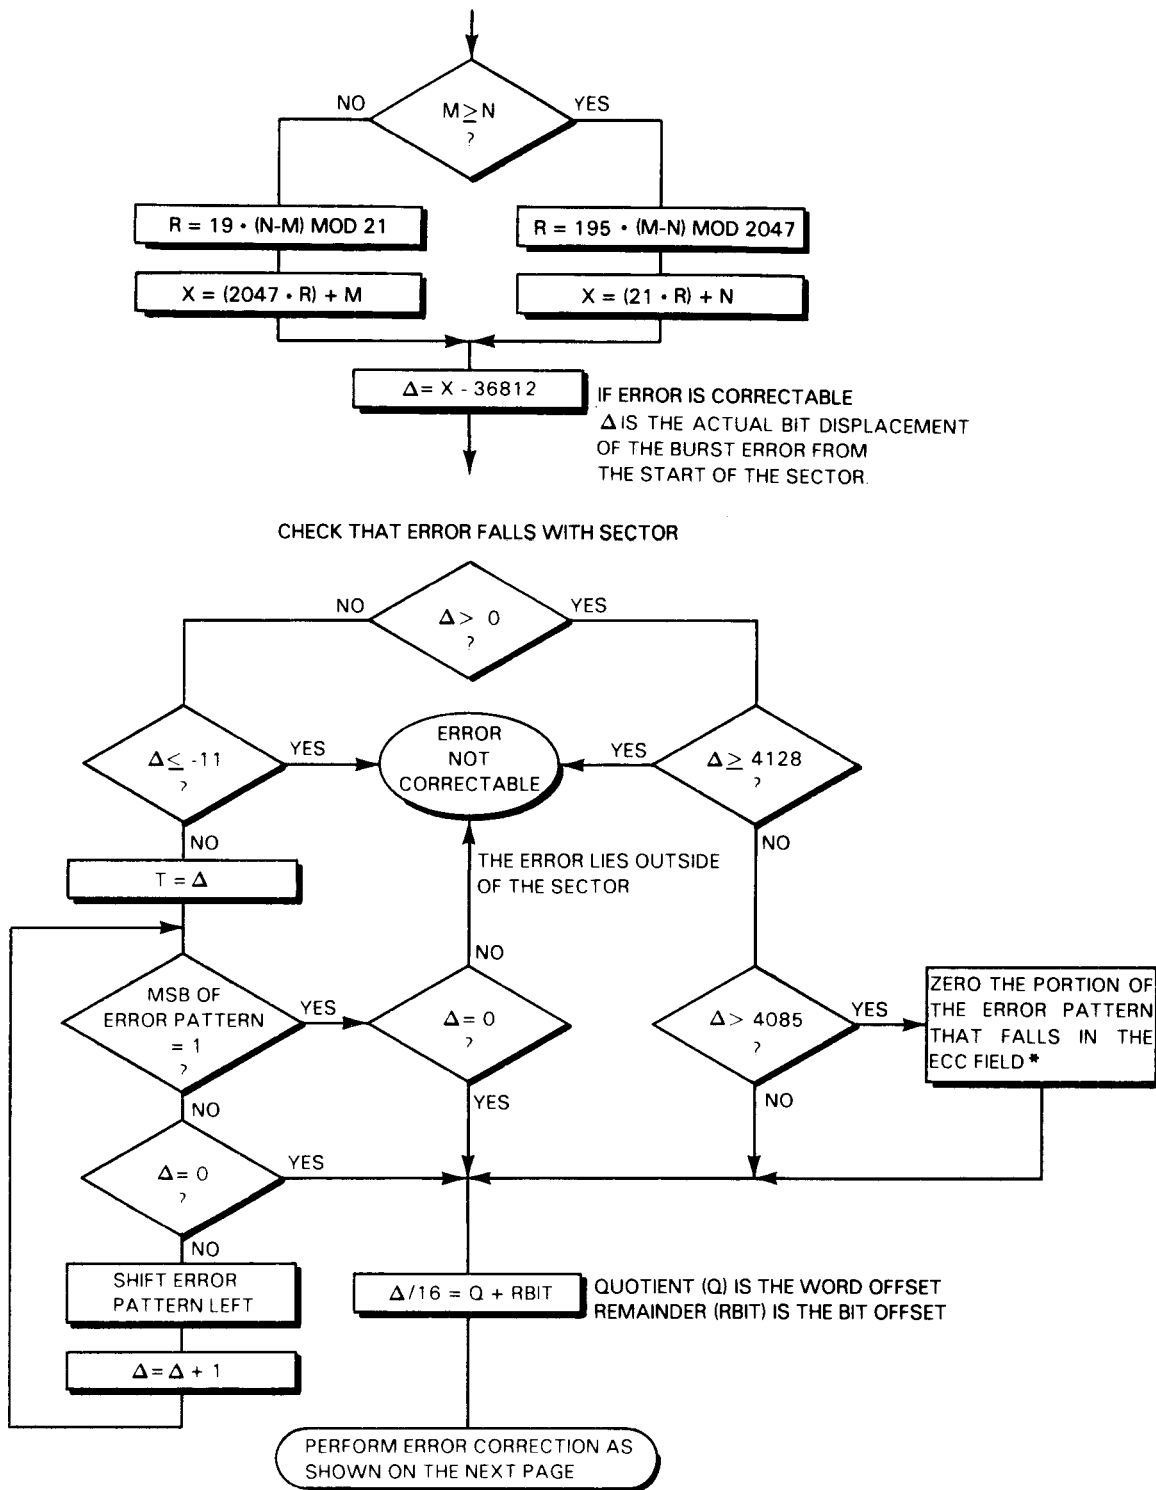 M≥N
?
NO
YES
R = 19 • (N-M) MOD 21
R = 195 • (M-N) MOD 2047
X = (2047 • R) + M
X = (21 • R) + N
Δ= X - 36812
IF ERROR IS CORRECTABLE
Δ IS THE ACTUAL BIT DISPLACEMENT
OF THE BURST ERROR FROM
THE START OF THE SECTOR.
CHECK THAT ERROR FALLS WITH SECTOR
NO
Δ> 0
?
YES
Δ≤ -11
?
YES
ERROR
NOT
CORRECTABLE
YES
Δ≥ 4128
?
NO
NO
T = Δ
THE ERROR LIES OUTSIDE
OF THE SECTOR
NO
MSB OF
ERROR PATTERN
= 1
?
YES
Δ= 0
?
Δ> 4085
?
YES
ZERO THE PORTION OF
THE ERROR PATTERN
THAT FALLS IN THE
ECC FIELD*
NO
YES
NO
Δ= 0
?
YES
NO
SHIFT ERROR
PATTERN LEFT
Δ/16 = Q + RBIT
QUOTIENT (Q) IS THE WORD OFFSET
REMAINDER (RBIT) IS THE BIT OFFSET
Δ= Δ + 1
PERFORM ERROR CORRECTION AS
SHOWN ON THE NEXT PAGE